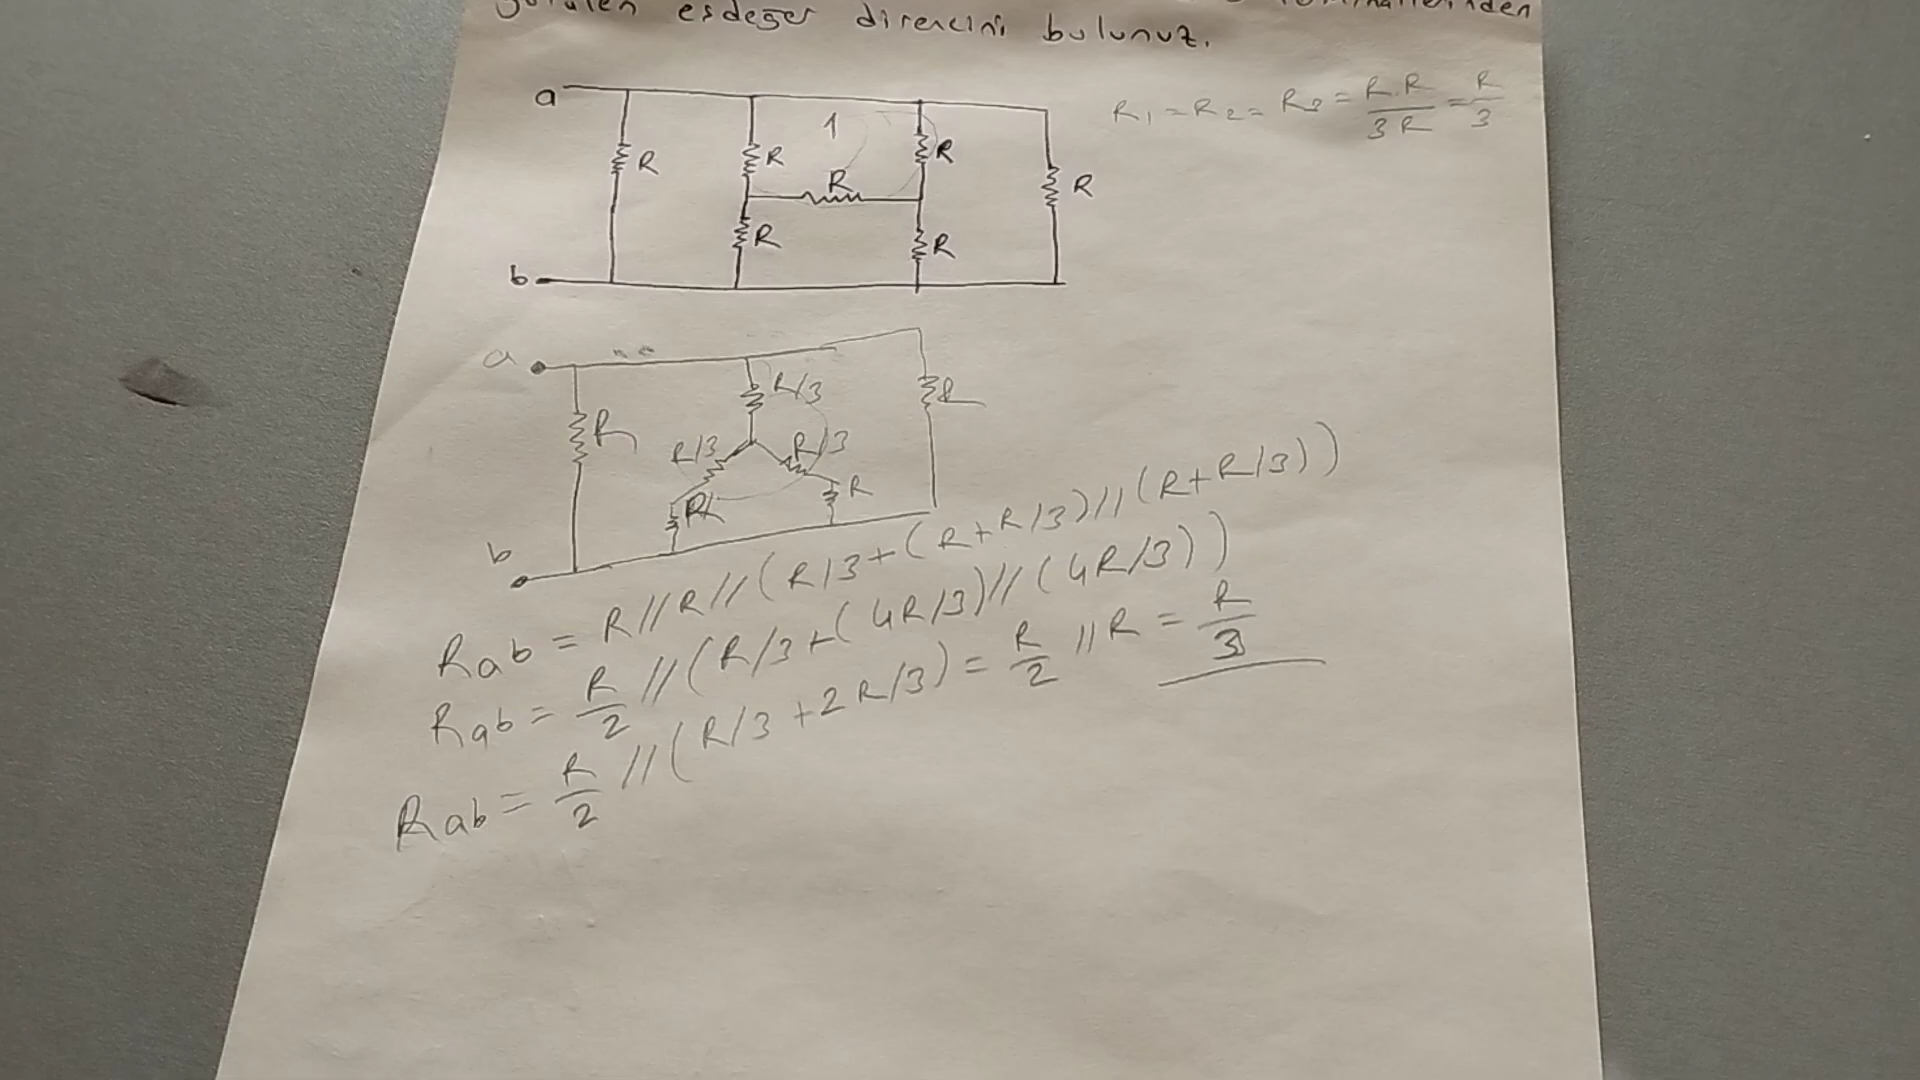 eşdeğer direncini bulunuz.
a
R1 = R2 = R3 = R.R/3R = R/3
1
R R R R
R
R R
b
a
R/3 R
R
R/3 R/3
R R
b
Rab = R//R//(R/3+(R+R/3)//(R+R/3))
Rab = R/2 //(R/3+(4R/3)//(4R/3))
Rab = R/2 //(R/3+2R/3) = R/2 //R = R/3